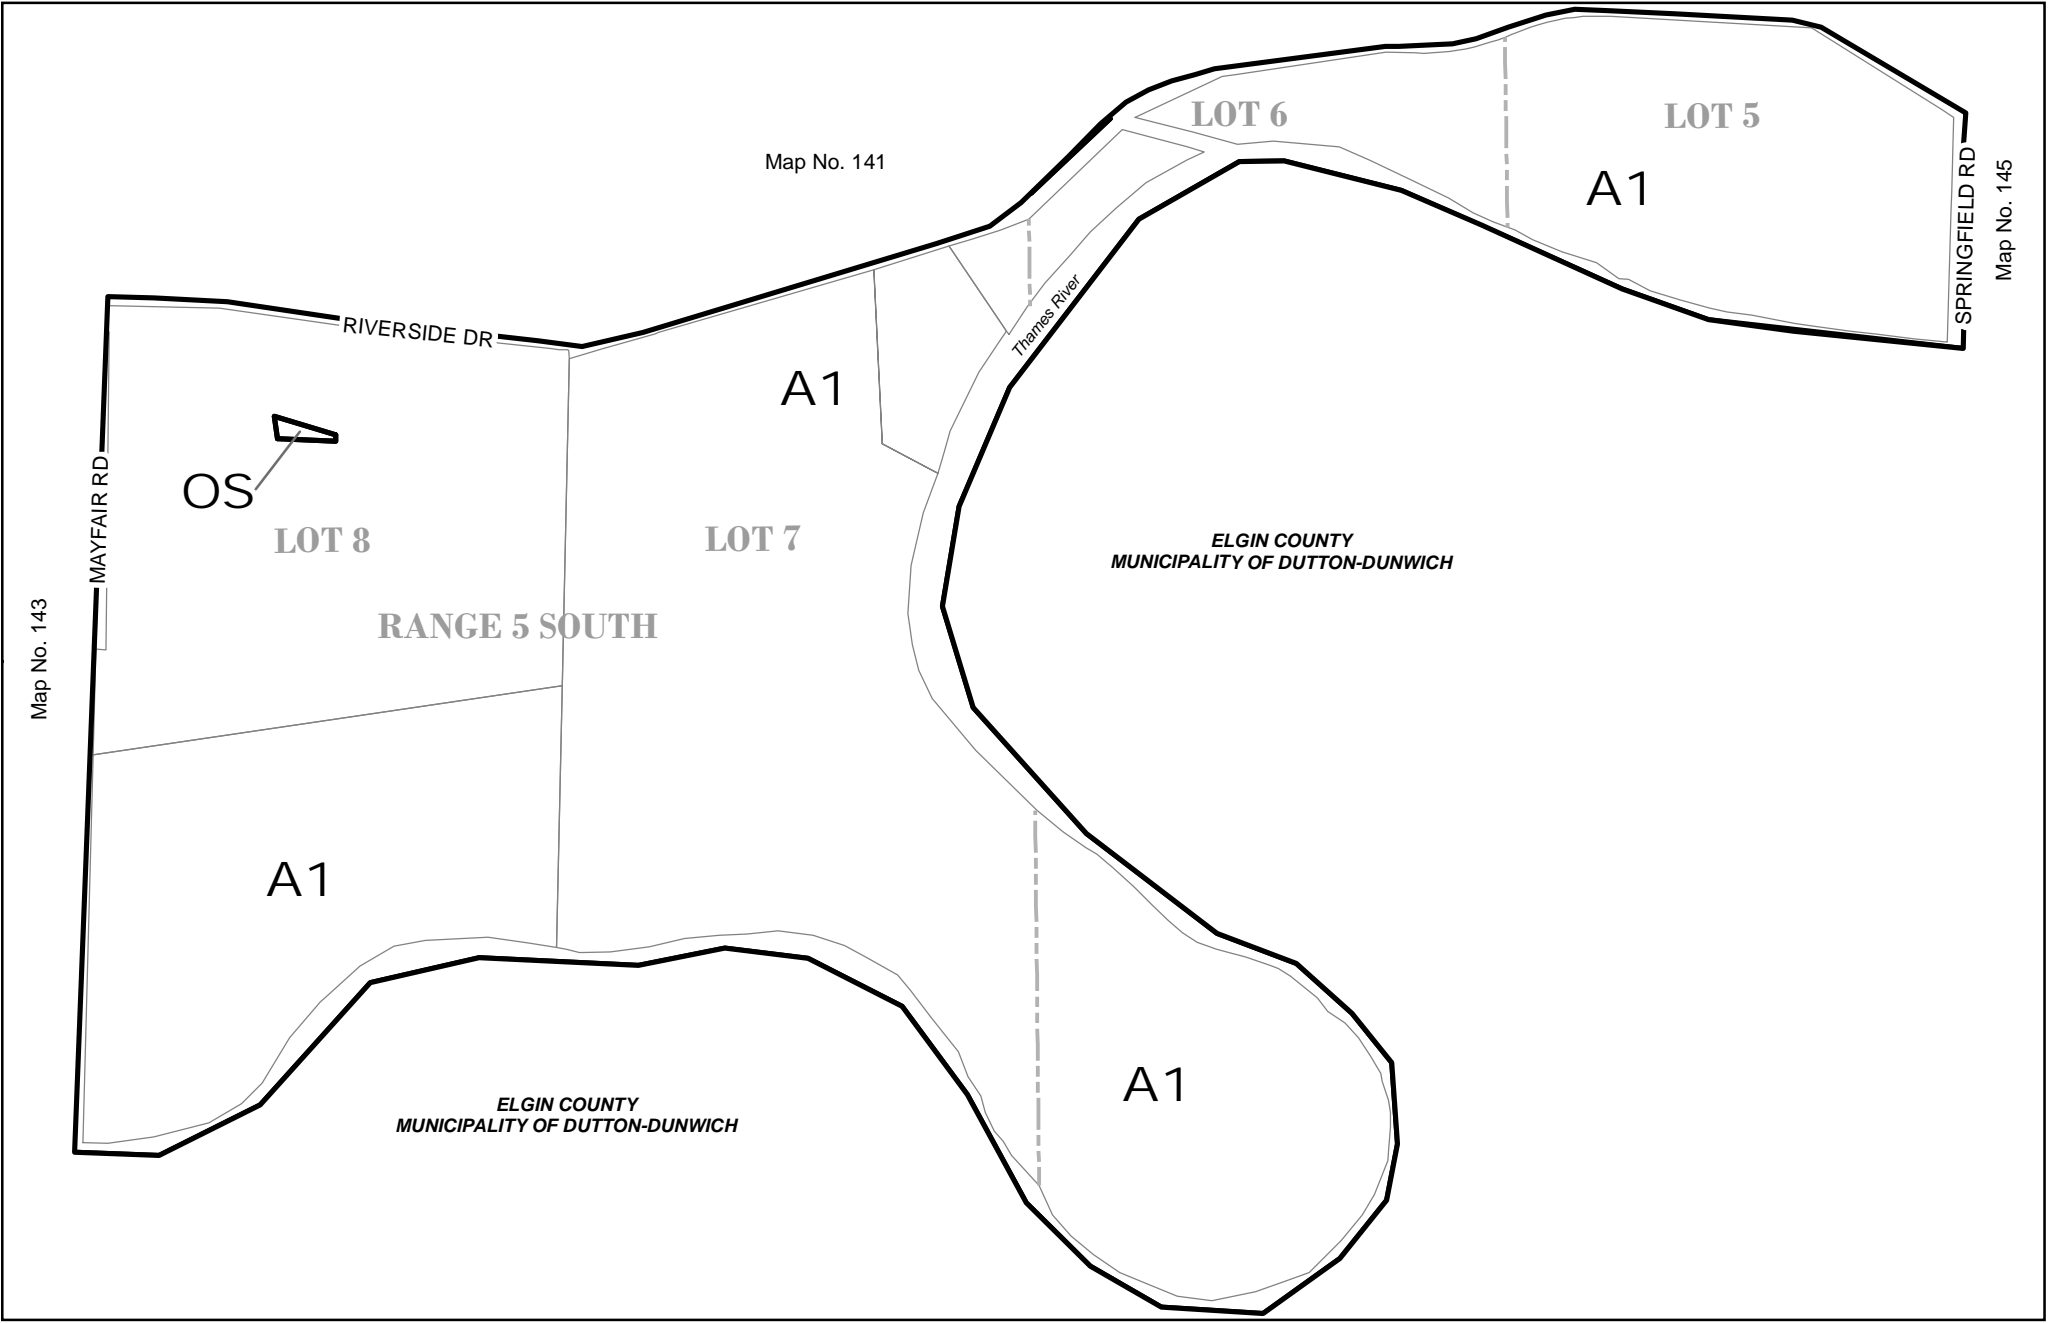 LOT 6
LOT 5
Map No. 141
A1
SPRINGFIELD RD
Map No. 145
RIVERSIDE DR
Thames River
A1
OS
MAYFAIR RD
LOT 8
LOT 7
ELGIN COUNTY
MUNICIPALITY OF DUTTON-DUNWICH
RANGE 5 SOUTH
Map No. 143
A1
A1
ELGIN COUNTY
MUNICIPALITY OF DUTTON-DUNWICH